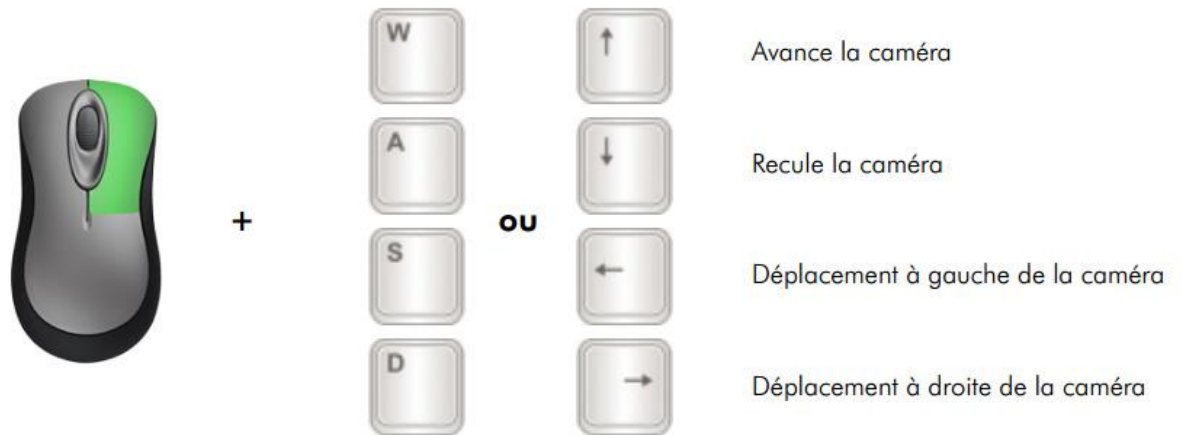 W ↑ Avance la caméra
A ↓ Recule la caméra
+ ou
S ← Déplacement à gauche de la caméra
D → Déplacement à droite de la caméra